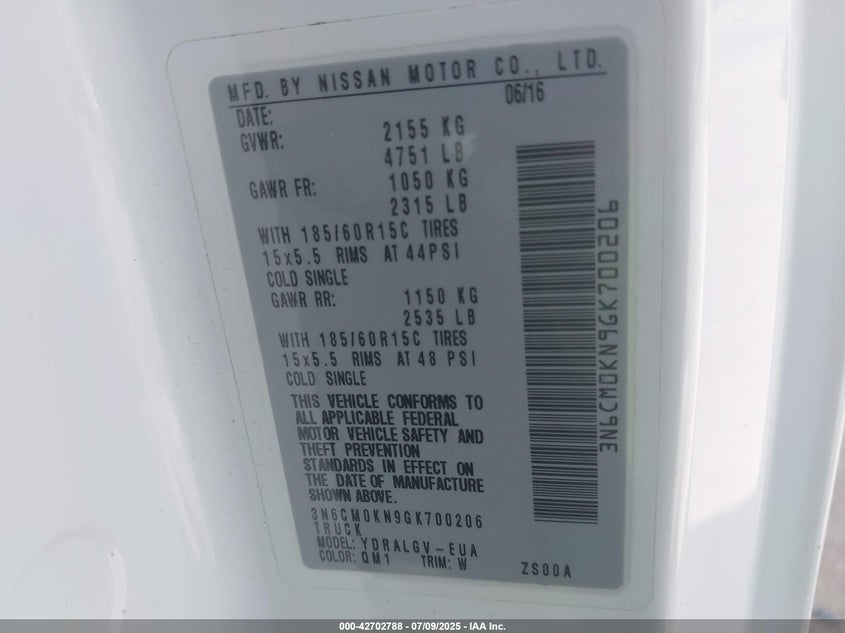 MFD. BY NISSAN MOTOR CO., LTD.
DATE: 06/16
GVWR: 2155 KG
4751 LB
GAWR FR: 1050 KG
2315 LB
WITH 185/60R15C TIRES
15x5.5 RIMS AT 44PSI
COLD SINGLE
GAWR RR: 1150 KG
2535 LB
WITH 185/60R15C TIRES
15x5.5 RIMS AT 48 PSI
COLD SINGLE
THIS VEHICLE CONFORMS TO
ALL APPLICABLE FEDERAL
MOTOR VEHICLE SAFETY AND
THEFT PREVENTION
STANDARDS IN EFFECT ON
THE DATE OF MANUFACTURE
SHOWN ABOVE.
3N6CM0KN9GK700206
TRUCK
MODEL: YDRALGV-EUA
COLOR: QM1 TRIM: W ZS00A
3N6CM0KN9GK700206
000-42702788 - 07/09/2025 - IAA Inc.